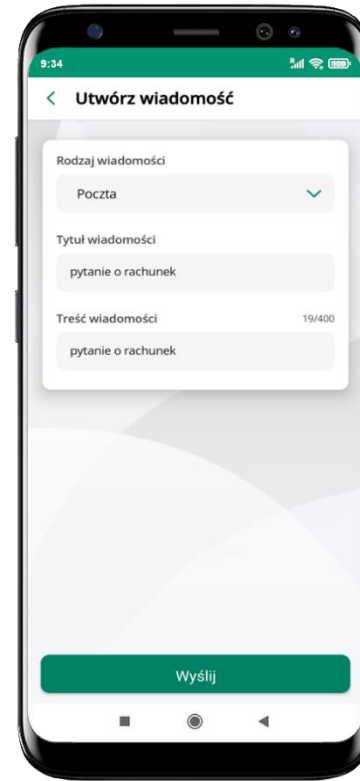 9:34
Utwórz wiadomość
Rodzaj wiadomości
Poczta
Tytuł wiadomości
pytanie o rachunek
Treść wiadomości 19/400
pytanie o rachunek
Wyślij